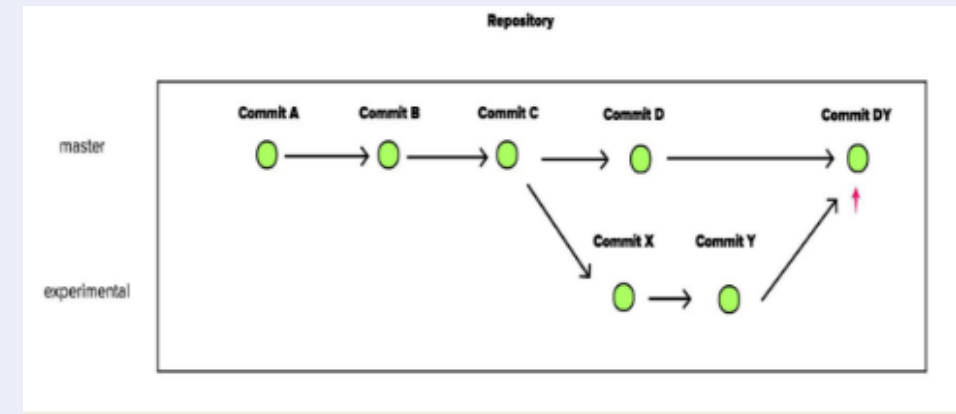 Repository
Commit A Commit B Commit C Commit D Commit DY
master
Commit X Commit Y
experimental